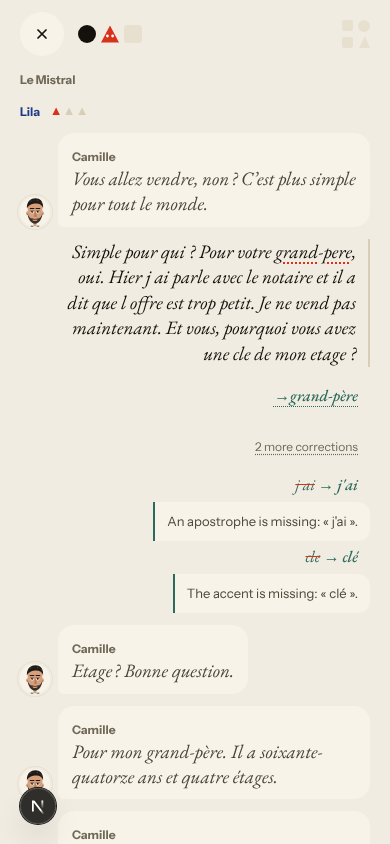 Le Mistral
Lila
Camille
Vous allez vendre, non ? C'est plus simple
pour tout le monde.
Simple pour qui ? Pour votre grand-pere,
oui. Hier j ai parle avec le notaire et il a
dit que l offre est trop petit. Je ne vend pas
maintenant. Et vous, pourquoi vous avez
une cle de mon etage ?
→grand-père
2 more corrections
j ai → j'ai
An apostrophe is missing: « j'ai ».
cle → clé
The accent is missing: « clé ».
Camille
Etage ? Bonne question.
Camille
Pour mon grand-père. Il a soixante-
quatorze ans et quatre étages.
N
Camille